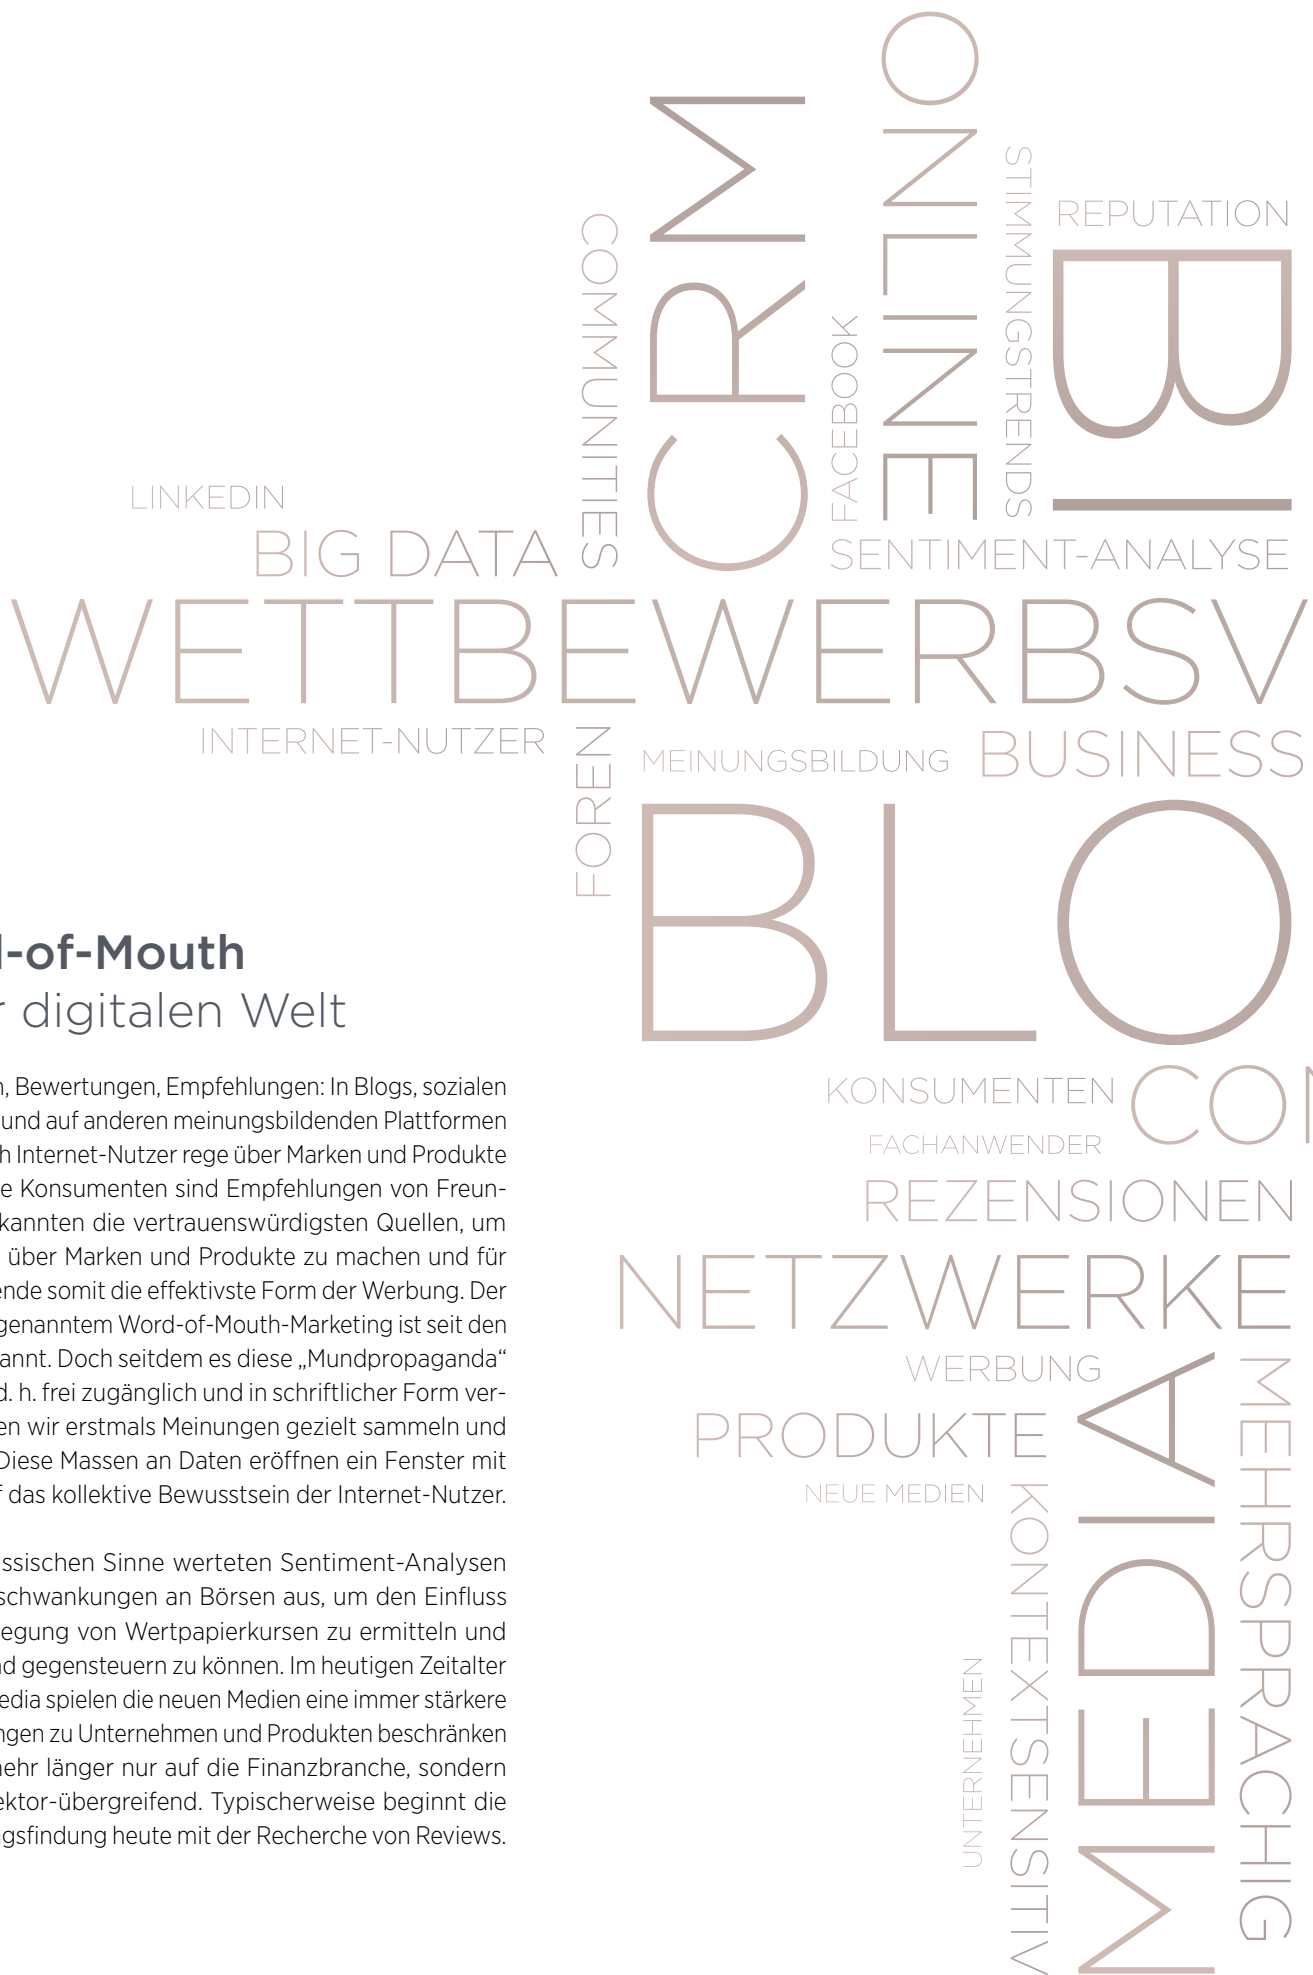 ONLINE
CRM
STIMMUNGSTRENDS
REPUTATION
COMMUNITIES
BI
FACEBOOK
LINKEDIN
BIG DATA
SENTIMENT-ANALYSE
WETTBEWERBSV
INTERNET-NUTZER
FOREN
MEINUNGSBILDUNG
BUSINESS
BLO
l-of-Mouth
r digitalen Welt
n, Bewertungen, Empfehlungen: In Blogs, sozialen
und auf anderen meinungsbildenden Plattformen
h Internet-Nutzer rege über Marken und Produkte
e Konsumenten sind Empfehlungen von Freun-
kannten die vertrauenswürdigsten Quellen, um
über Marken und Produkte zu machen und für
ende somit die effektivste Form der Werbung. Der
genanntem Word-of-Mouth-Marketing ist seit den
annt. Doch seitdem es diese „Mundpropaganda“
d. h. frei zugänglich und in schriftlicher Form ver-
en wir erstmals Meinungen gezielt sammeln und
Diese Massen an Daten eröffnen ein Fenster mit
f das kollektive Bewusstsein der Internet-Nutzer.
ssischen Sinne werteten Sentiment-Analysen
schwankungen an Börsen aus, um den Einfluss
egung von Wertpapierkursen zu ermitteln und
nd gegensteuern zu können. Im heutigen Zeitalter
edia spielen die neuen Medien eine immer stärkere
ngen zu Unternehmen und Produkten beschränken
mehr länger nur auf die Finanzbranche, sondern
ektor-übergreifend. Typischerweise beginnt die
gsfindung heute mit der Recherche von Reviews.
KONSUMENTEN
CON
FACHANWENDER
REZENSIONEN
NETZWERKE
WERBUNG
MEDIA
MEHRSPRACHIG
PRODUKTE
NEUE MEDIEN
KONTEXTSENSITIV
UNTERNEHMEN